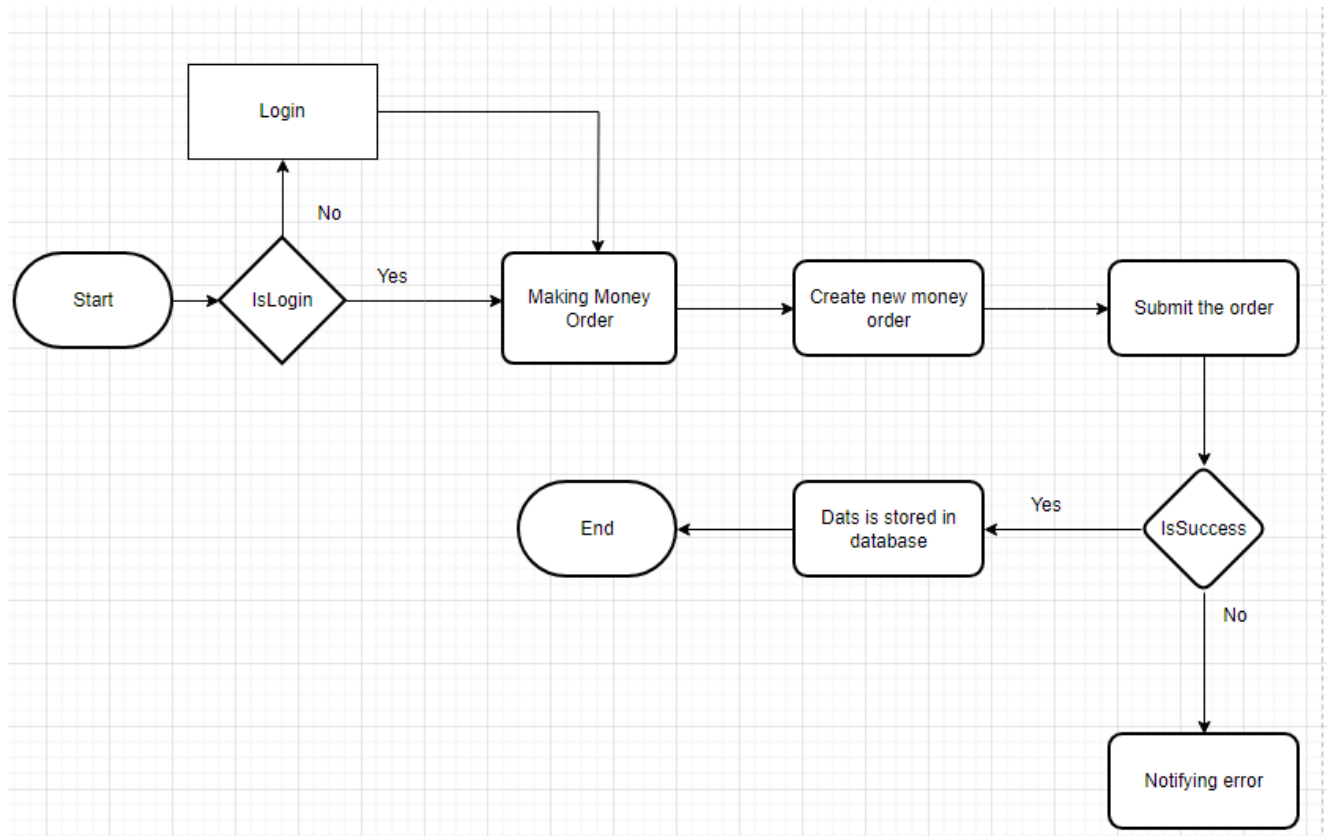 Login
No
Start
IsLogin
Yes
Making Money
Order
Create new money
order
Submit the order
End
Dats is stored in
database
Yes
IsSuccess
No
Notifying error